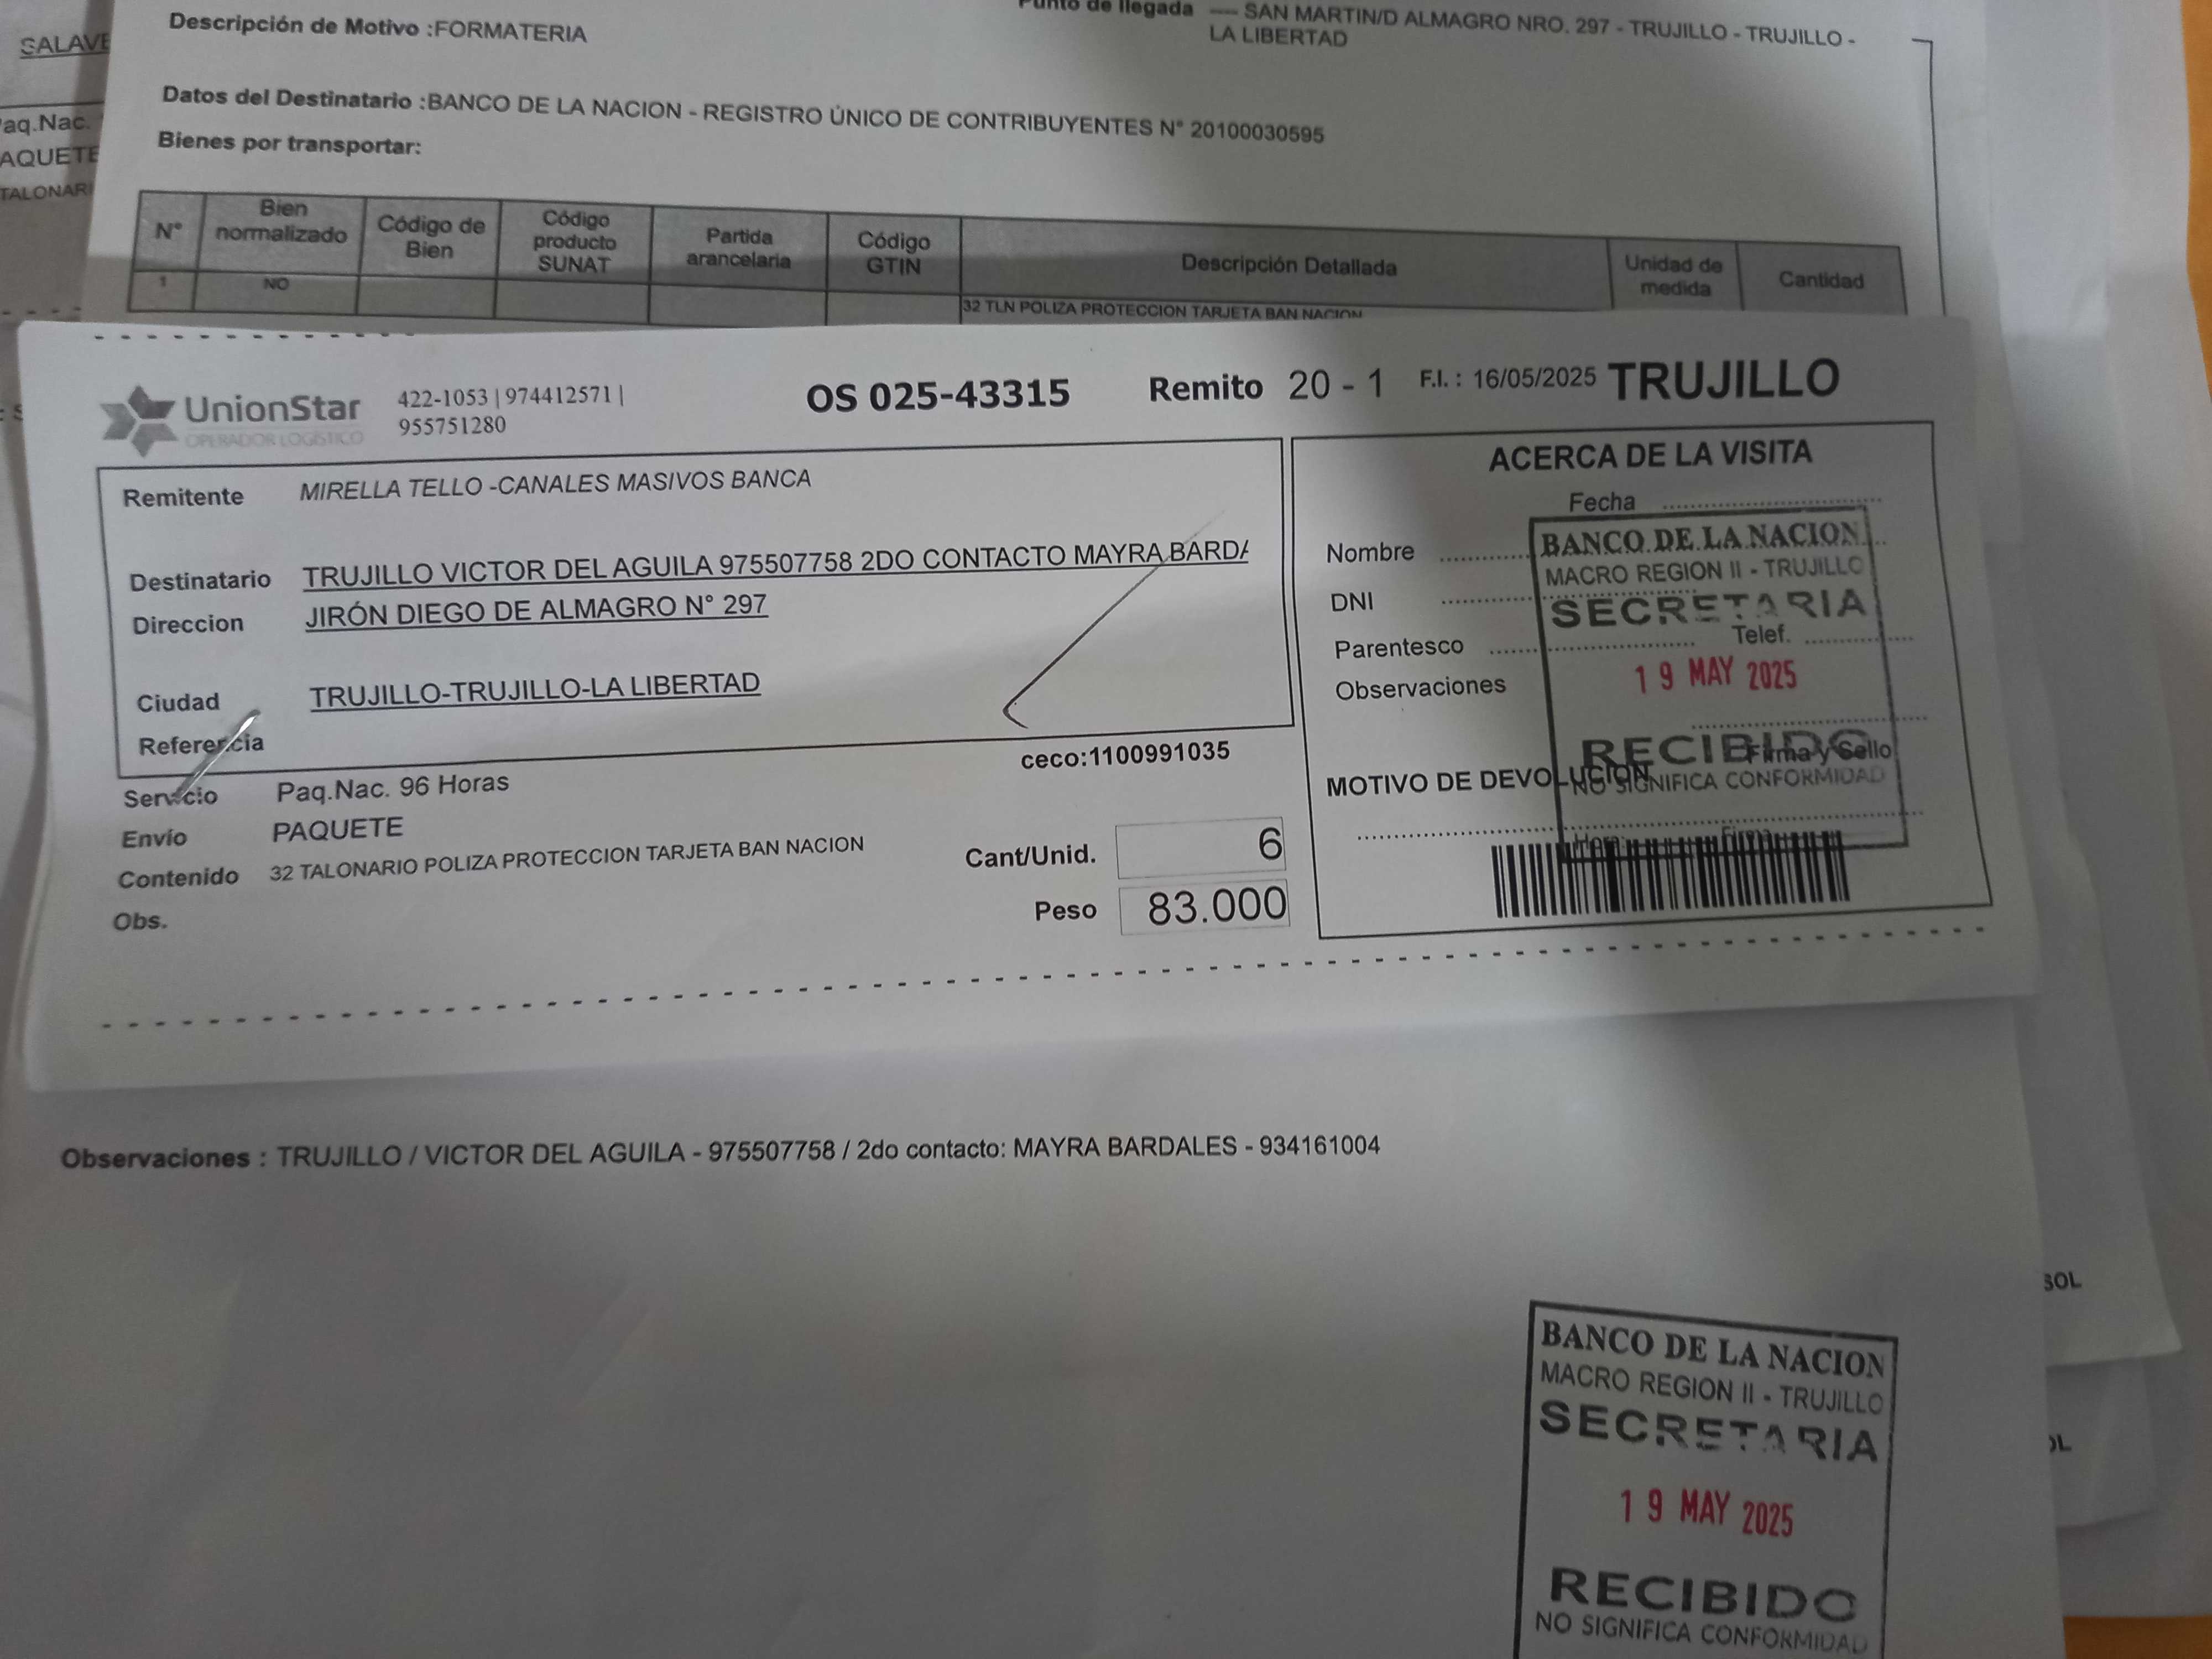 Descripción de Motivo :FORMATERIA
Punto de llegada
SAN MARTIN/D ALMAGRO NRO. 297 - TRUJILLO - TRUJILLO -
LA LIBERTAD
Datos del Destinatario :BANCO DE LA NACION - REGISTRO ÚNICO DE CONTRIBUYENTES N° 20100030595
Bienes por transportar:
N° Bien normalizado Código de Bien Código producto SUNAT Partida arancelaria Código GTIN Descripción Detallada Unidad de medida Cantidad
1 NO 32 TLN POLIZA PROTECCION TARJETA BAN NACION
SALAVE
aq.Nac.
AQUETE
TALONARI
UnionStar
OPERADOR LOGÍSTICO
422-1053 | 974412571 |
955751280
OS 025-43315 Remito 20 - 1 F.I. : 16/05/2025 TRUJILLO
Remitente MIRELLA TELLO -CANALES MASIVOS BANCA
Destinatario TRUJILLO VICTOR DEL AGUILA 975507758 2DO CONTACTO MAYRA BARDA
Direccion JIRÓN DIEGO DE ALMAGRO N° 297
Ciudad TRUJILLO-TRUJILLO-LA LIBERTAD
Referencia
ceco:1100991035
Servicio Paq.Nac. 96 Horas
Envío PAQUETE
Contenido 32 TALONARIO POLIZA PROTECCION TARJETA BAN NACION
Obs.
Cant/Unid. 6
Peso 83.000
ACERCA DE LA VISITA
Fecha
Nombre
DNI
Parentesco Telef.
Observaciones
Firma y Sello
MOTIVO DE DEVOLUCION
BANCO DE LA NACION
MACRO REGION II - TRUJILLO
SECRETARIA
19 MAY 2025
RECIBIDO
NO SIGNIFICA CONFORMIDAD
Hora: Firma
Observaciones : TRUJILLO / VICTOR DEL AGUILA - 975507758 / 2do contacto: MAYRA BARDALES - 934161004
SOL
OL
BANCO DE LA NACION
MACRO REGION II - TRUJILLO
SECRETARIA
19 MAY 2025
RECIBIDO
NO SIGNIFICA CONFORMIDAD